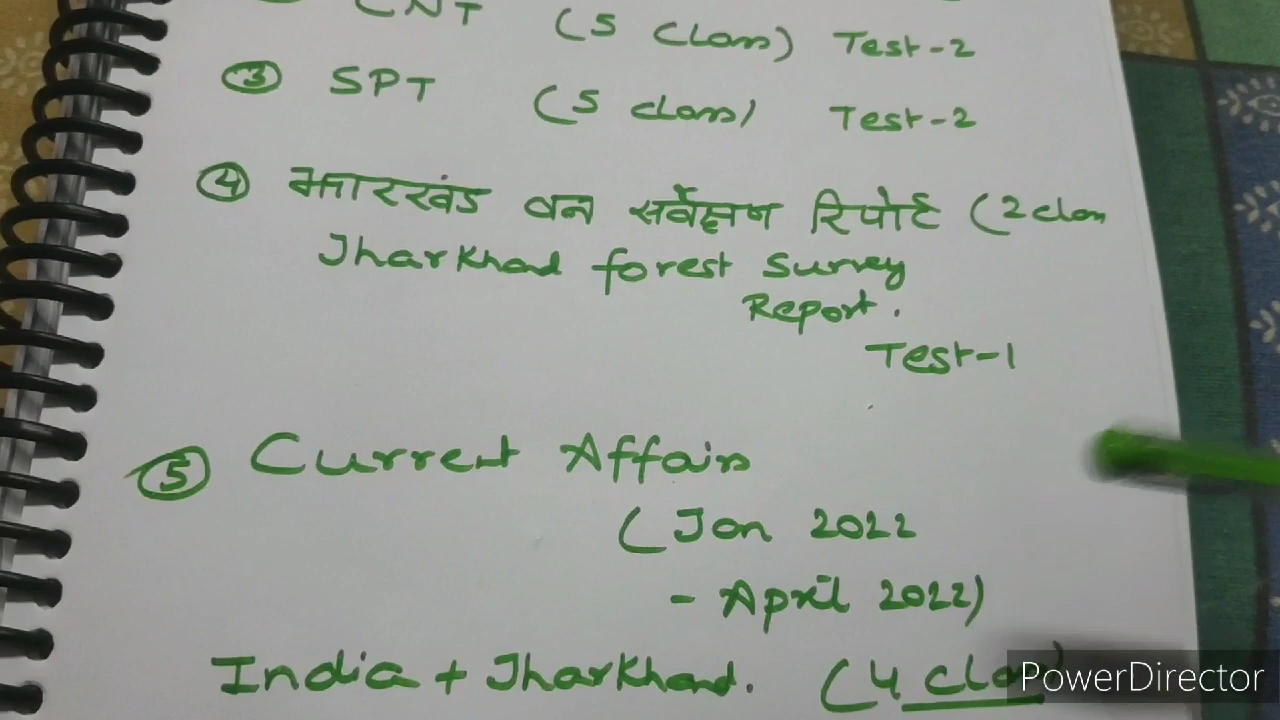 CNT (5 Class) Test-2
③ SPT (5 class) Test-2
④ झारखंड वन सर्वेक्षण रिपोर्ट (2 class
Jharkhand forest Survey
Report.
Test-1
⑤ Current Affairs
(Jan 2022
- April 2022)
India + Jharkhand. (4 class)
PowerDirector